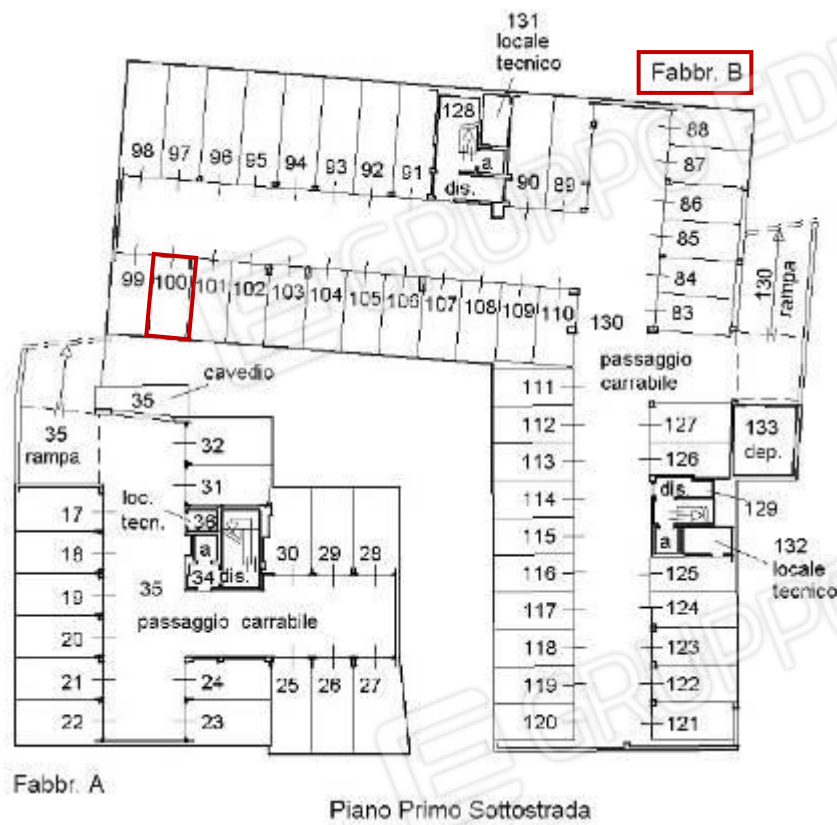 131
locale
tecnico
Fabbr. B
128
88
98 97 96 95 94 93 92 91
a
dis.
90 89
87
86
85
84
83
99 100 101 102 103 104 105 106 107 108 109 110
130
130
rampa
passaggio
carrabile
cavedio
35
35
rampa
32
31
loc.
tecn.
36
a
34 dis.
17
18
19
20
21
22
35
passaggio carrabile
30 29 28
24
23
25 26 27
111
112
113
114
115
116
117
118
119
120
127
126
133
dep.
dis.
129
a
132
locale
tecnico
125
124
123
122
121
Fabbr. A
Piano Primo Sottostrada
GRUPPO EDI
GRUPPO